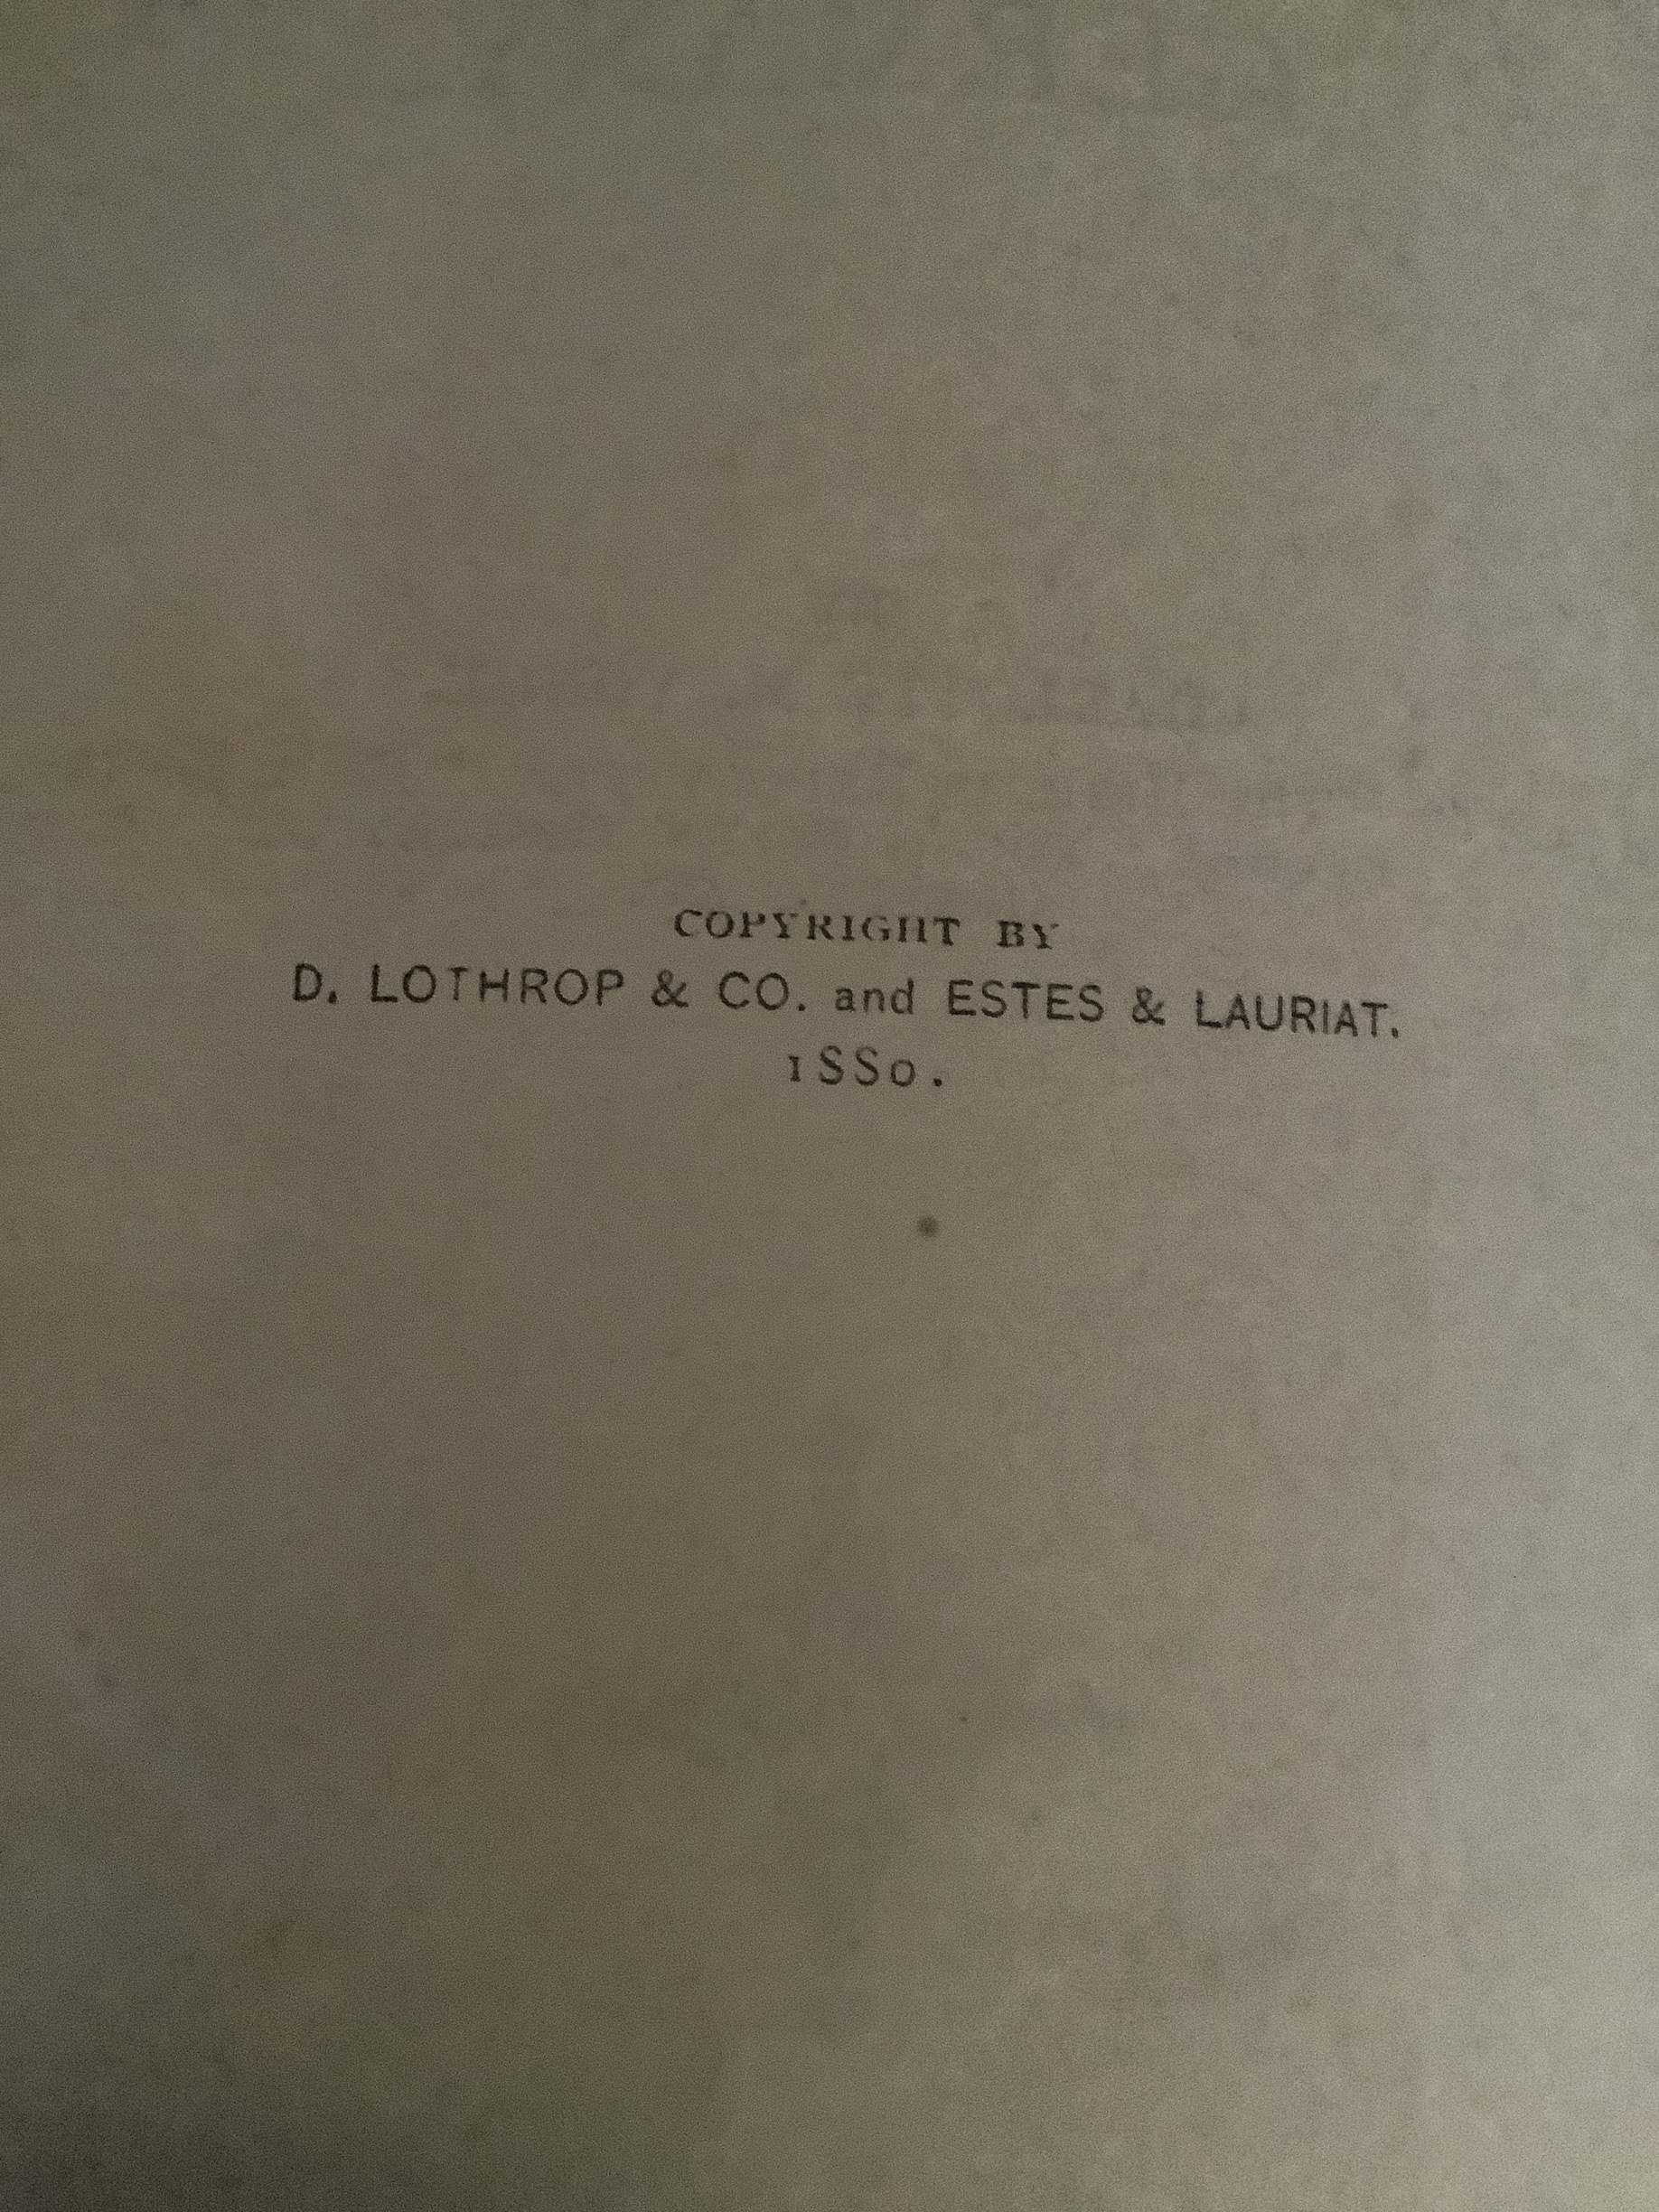 COPYRIGHT BY
D. LOTHROP & CO. and ESTES & LAURIAT.
1880.